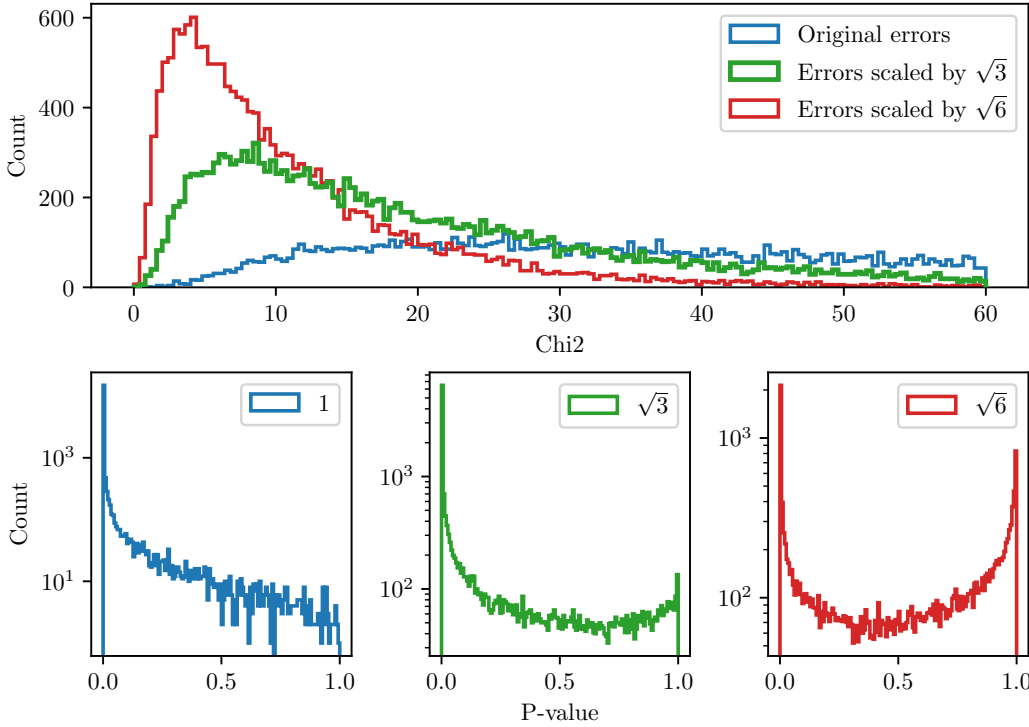 600
400
200
0
Count
Original errors
Errors scaled by √3
Errors scaled by √6
0 10 20 30 40 50 60
Chi2
1
10³
10¹
Count
0.0 0.5 1.0
√3
10³
10²
0.0 0.5 1.0
√6
10³
10²
0.0 0.5 1.0
P-value